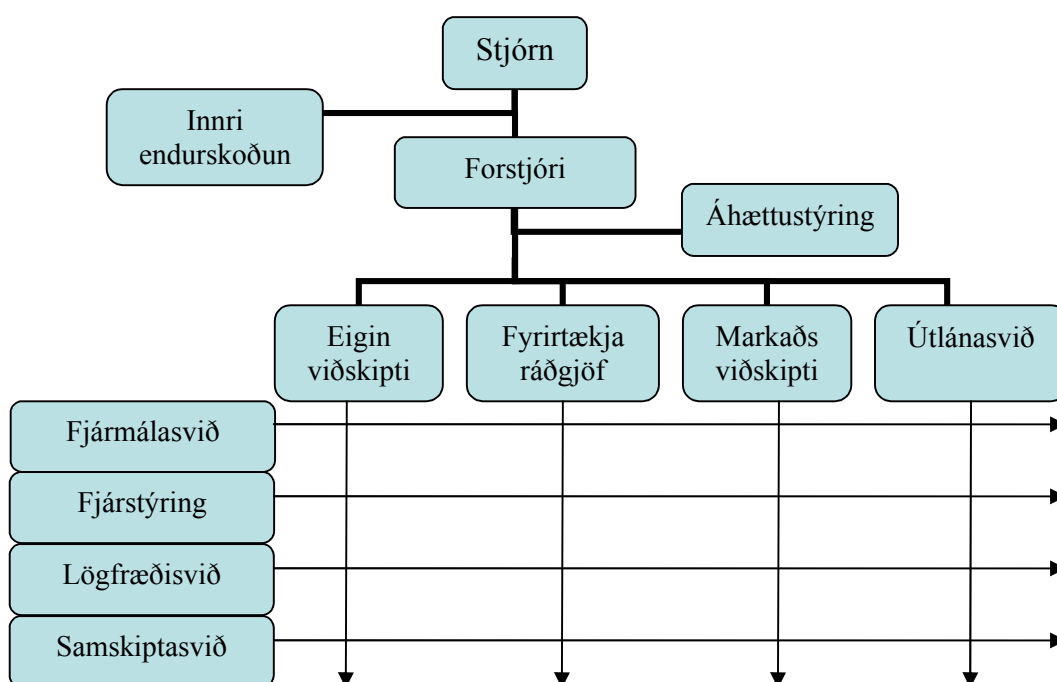 Stjórn
Innri
endurskoðun
Forstjóri
Áhættustýring
Eigin
viðskipti
Fyrirtækja
ráðgjöf
Markaðs
viðskipti
Útlánasvið
Fjármálasvið
Fjárstýring
Lögfræðisvið
Samskiptasvið